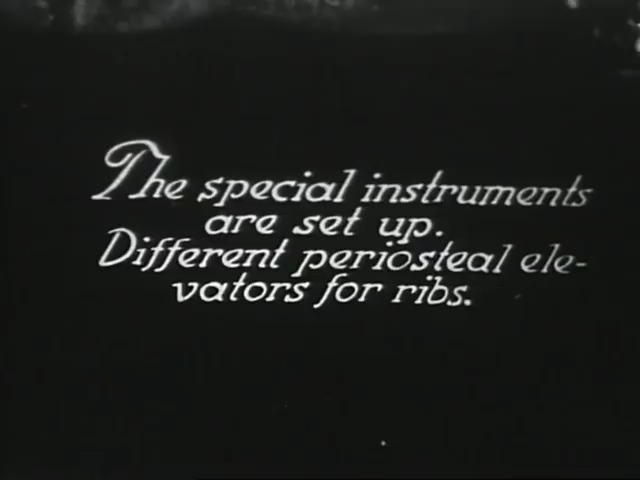 The special instruments
are set up.
Different periosteal ele-
vators for ribs.